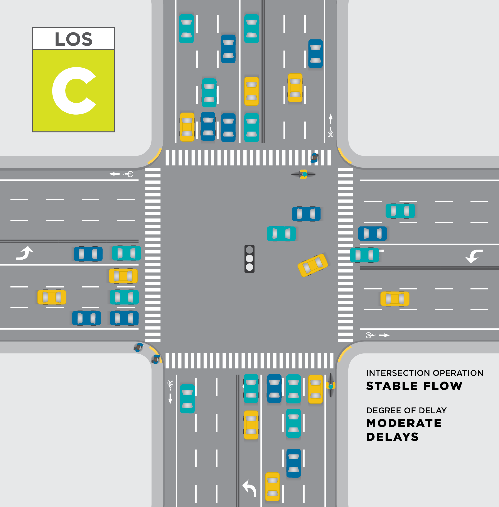 LOS
C
INTERSECTION OPERATION
STABLE FLOW
DEGREE OF DELAY
MODERATE
DELAYS